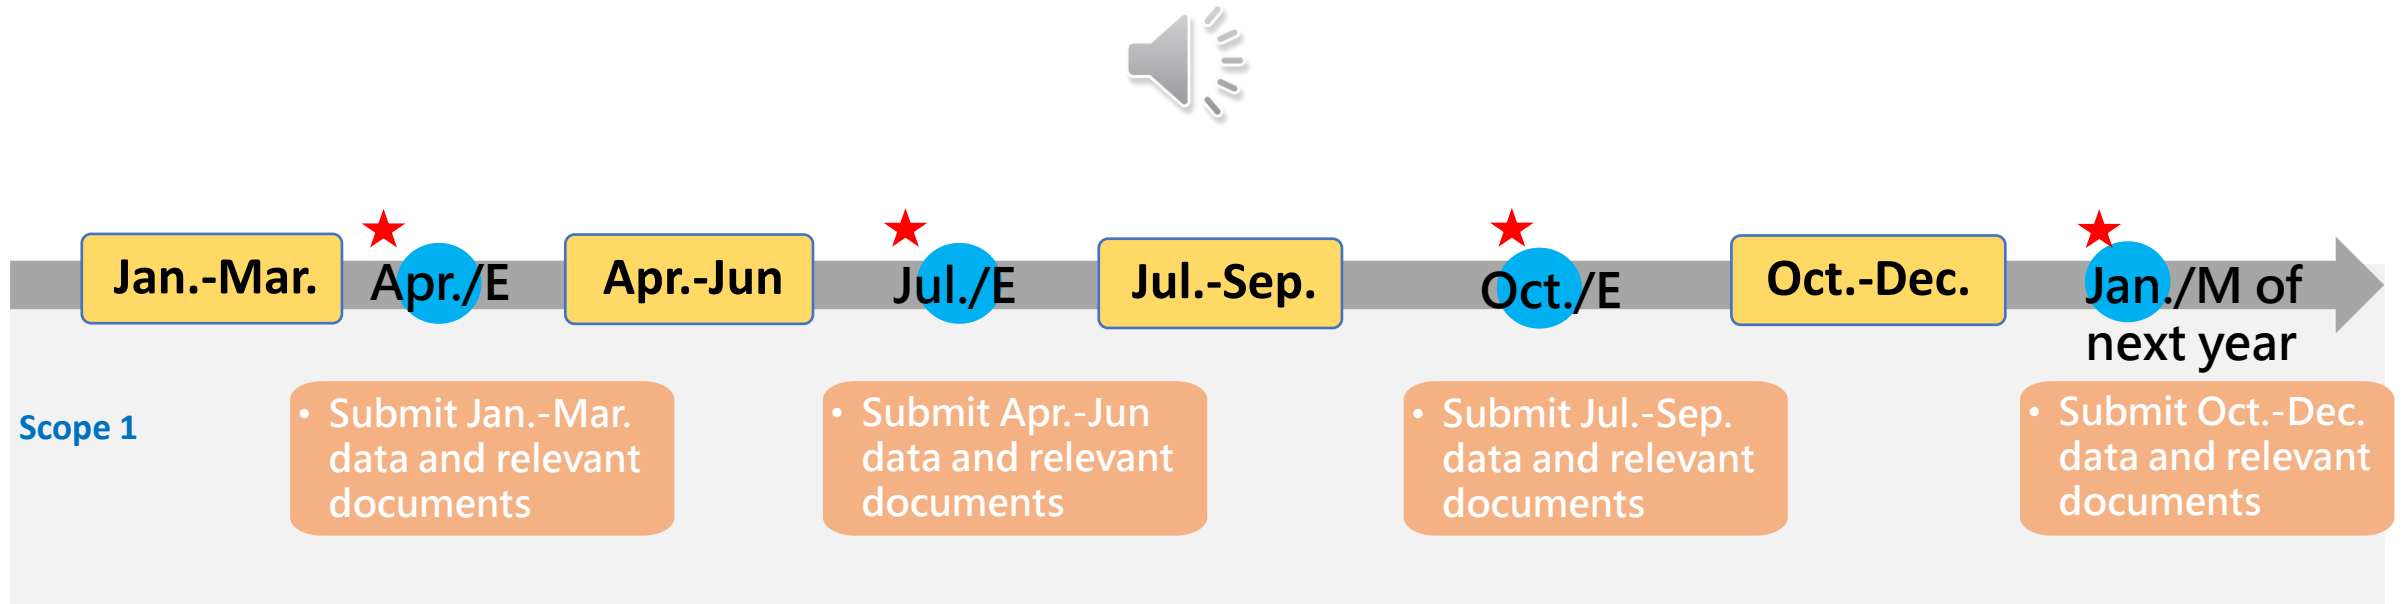 Jan.-Mar.
Apr./E
Apr.-Jun
Jul./E
Jul.-Sep.
Oct./E
Oct.-Dec.
Jan./M of
next year
Scope 1
• Submit Jan.-Mar.
data and relevant
documents
• Submit Apr.-Jun
data and relevant
documents
• Submit Jul.-Sep.
data and relevant
documents
• Submit Oct.-Dec.
data and relevant
documents